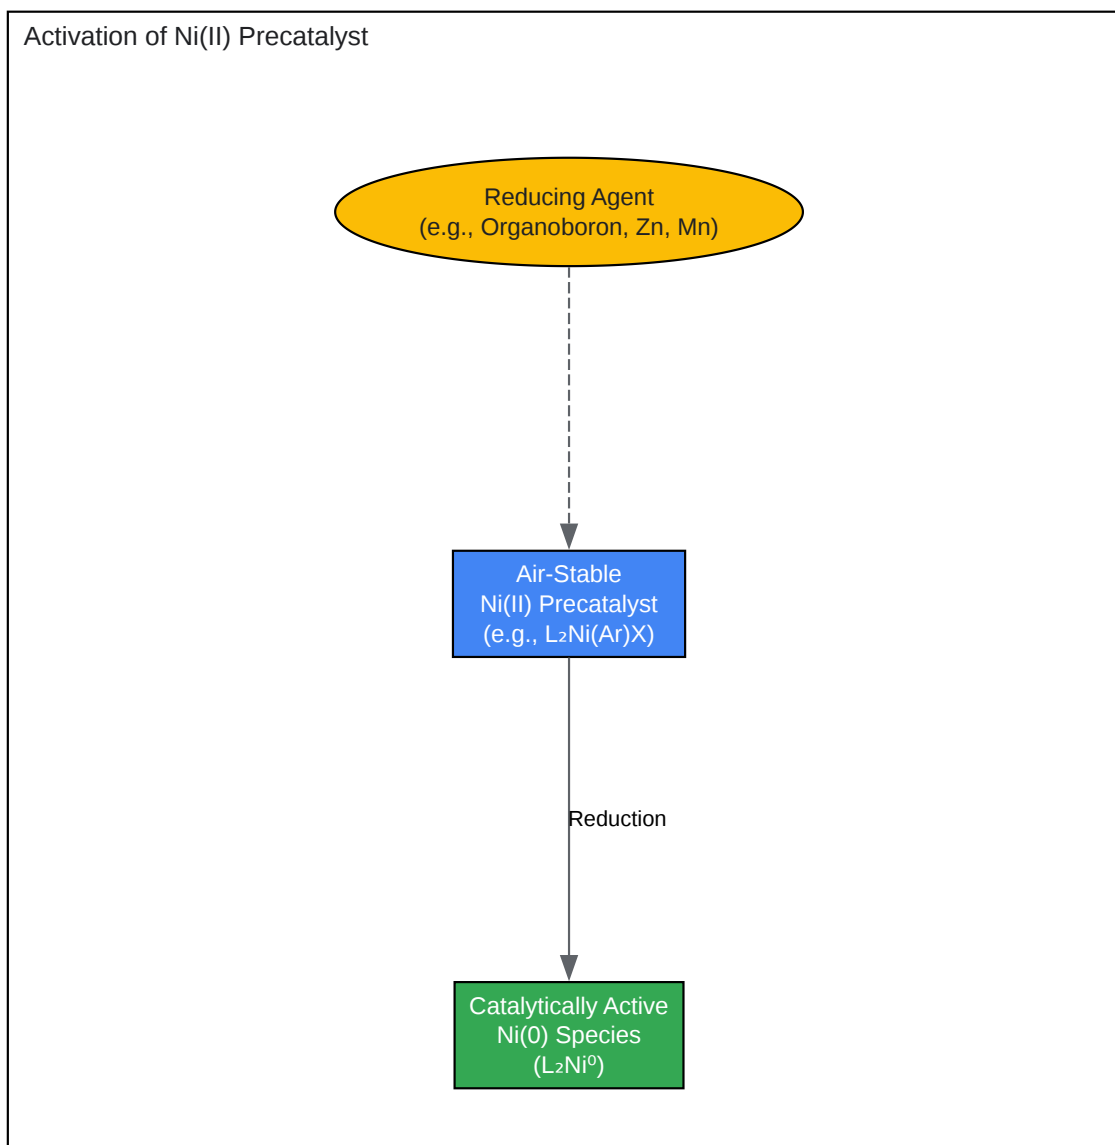 Activation of Ni(II) Precatalyst
Reducing Agent
(e.g., Organoboron, Zn, Mn)
Air-Stable
Ni(II) Precatalyst
(e.g., L₂Ni(Ar)X)
Reduction
Catalytically Active
Ni(0) Species
(L₂Ni⁰)